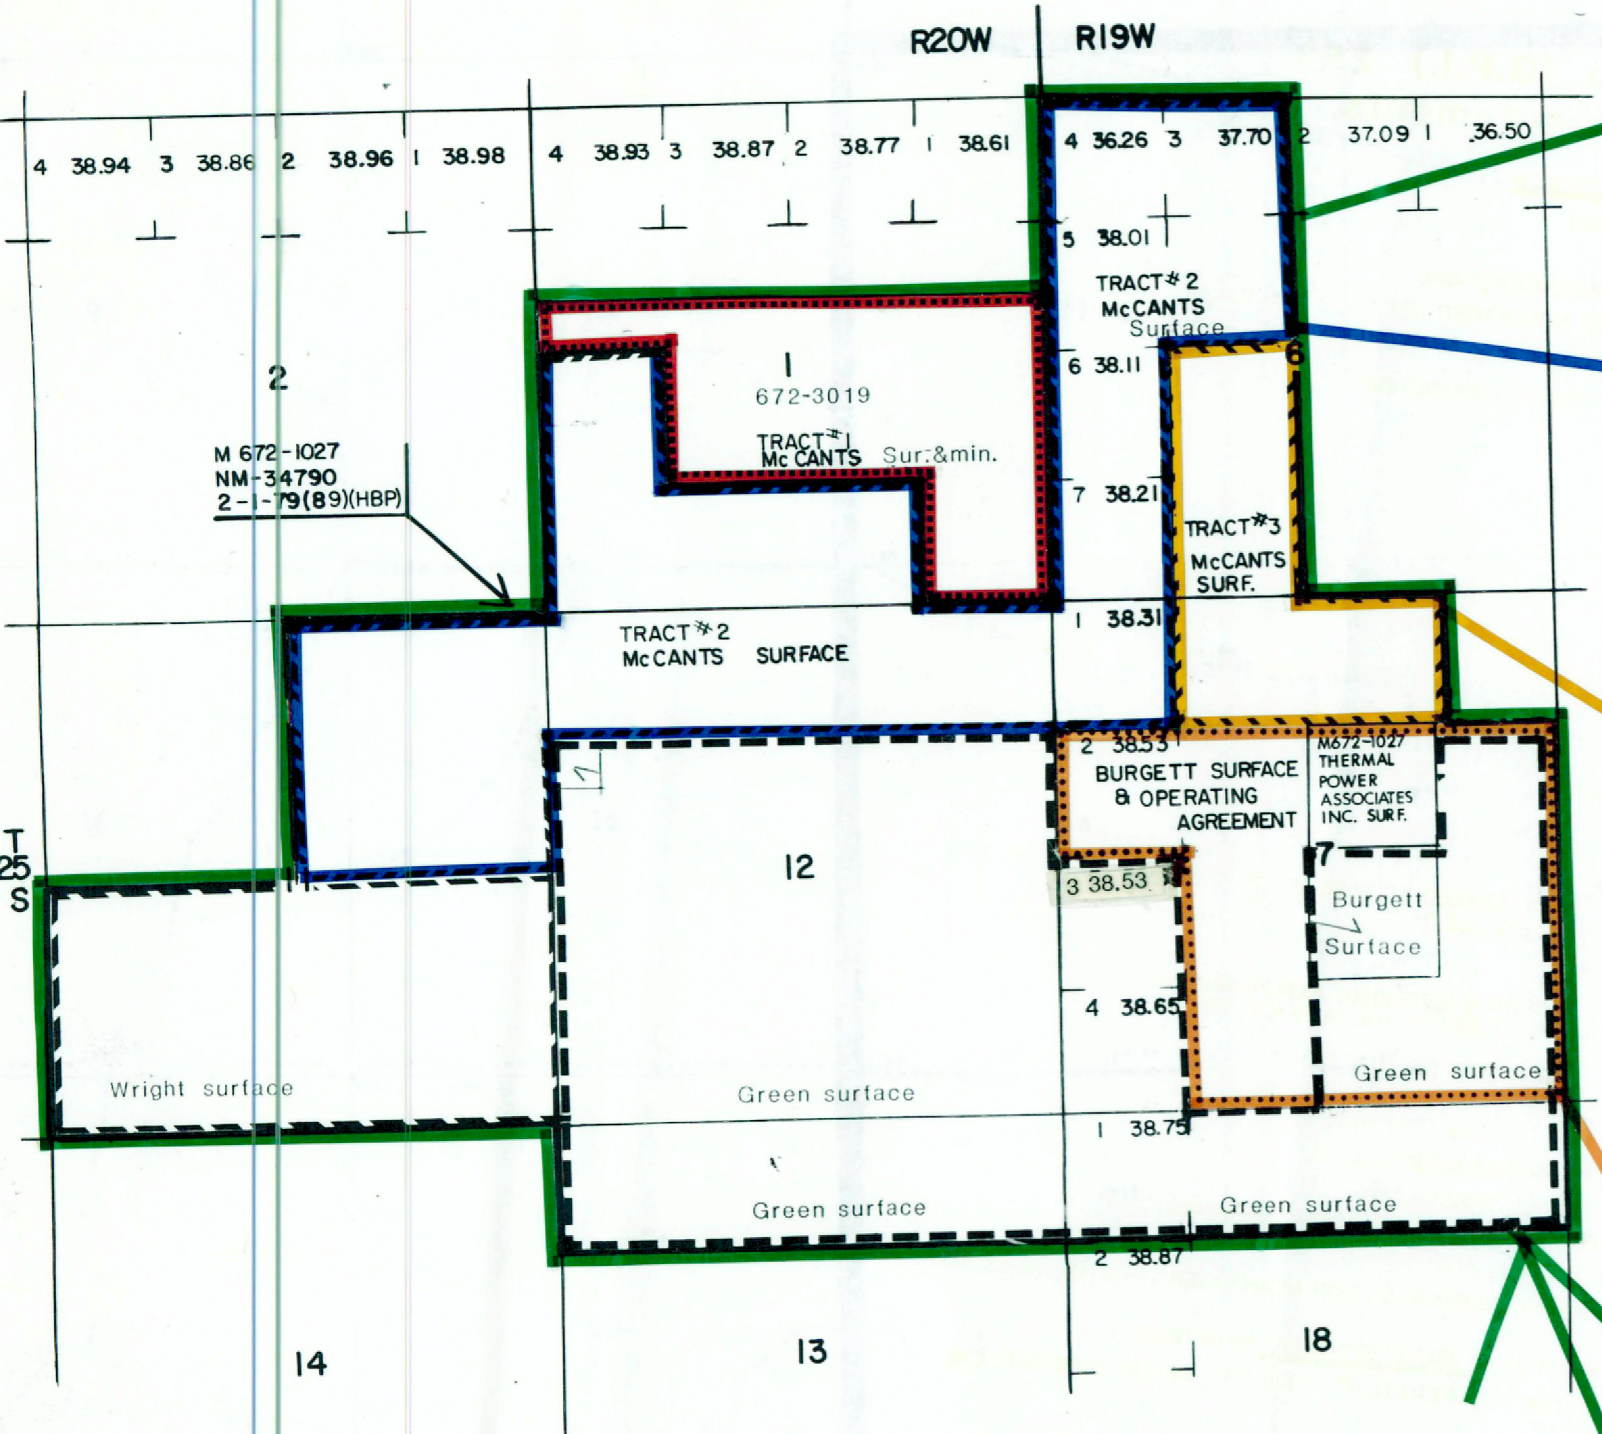 R20W R19W
4 38.94 3 38.86 2 38.96 1 38.98 4 38.93 3 38.87 2 38.77 1 38.61 4 36.26 3 37.70 2 37.09 1 36.50
5 38.01
TRACT #2
McCANTS
Surface
6 38.11
6
2
1
672-3019
TRACT #1
McCANTS Sur.&min.
M 672-1027
NM-34790
2-1-79(89)(HBP)
7 38.21
TRACT #3
McCANTS
SURF.
1 38.31
TRACT #2
McCANTS SURFACE
2 38.53
BURGETT SURFACE
& OPERATING
AGREEMENT
M672-1027
THERMAL
POWER
ASSOCIATES
INC. SURF.
T
25
S
12
7
3 38.53
Burgett
Surface
4 38.65
Wright surface
Green surface
Green surface
1 38.75
Green surface
Green surface
2 38.87
14
13
18